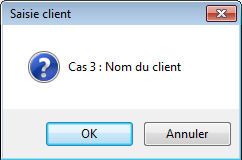 Saisie client
Cas 3 : Nom du client
OK
Annuler